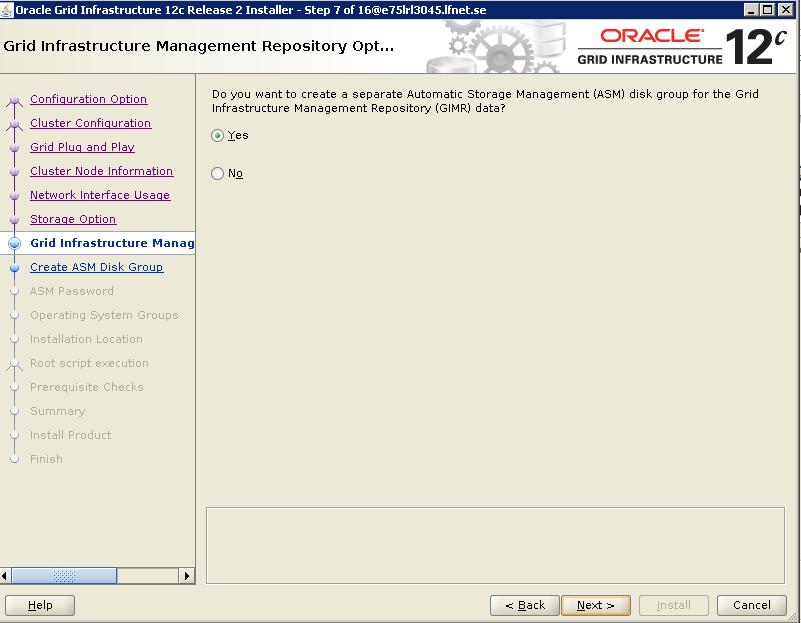 Oracle Grid Infrastructure 12c Release 2 Installer - Step 7 of 16@e75lrl3045.lfnet.se
Grid Infrastructure Management Repository Opt...
ORACLE
GRID INFRASTRUCTURE
12c
Configuration Option
Cluster Configuration
Grid Plug and Play
Cluster Node Information
Network Interface Usage
Storage Option
Grid Infrastructure Manag
Create ASM Disk Group
ASM Password
Operating System Groups
Installation Location
Root script execution
Prerequisite Checks
Summary
Install Product
Finish
Do you want to create a separate Automatic Storage Management (ASM) disk group for the Grid
Infrastructure Management Repository (GIMR) data?
Yes
No
Help
< Back
Next >
Install
Cancel